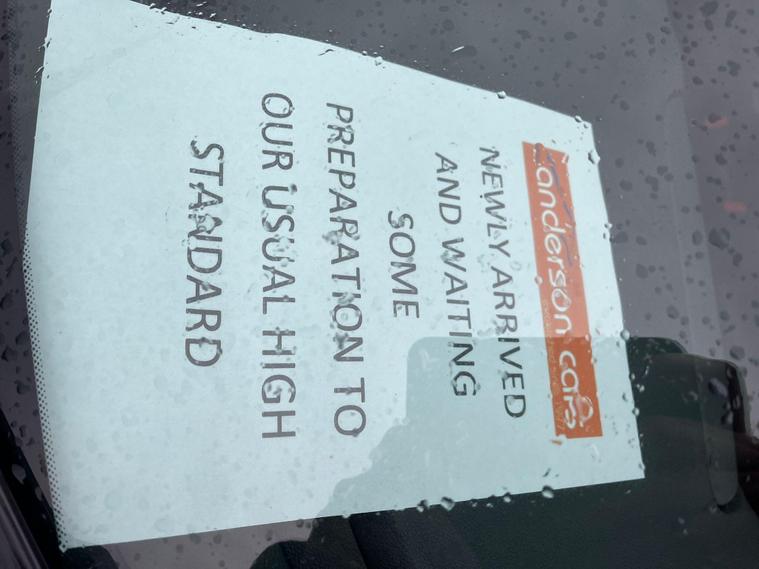 anderson cars
NEWLY ARRIVED
AND WAITING
SOME
PREPARATION TO
OUR USUAL HIGH
STANDARD